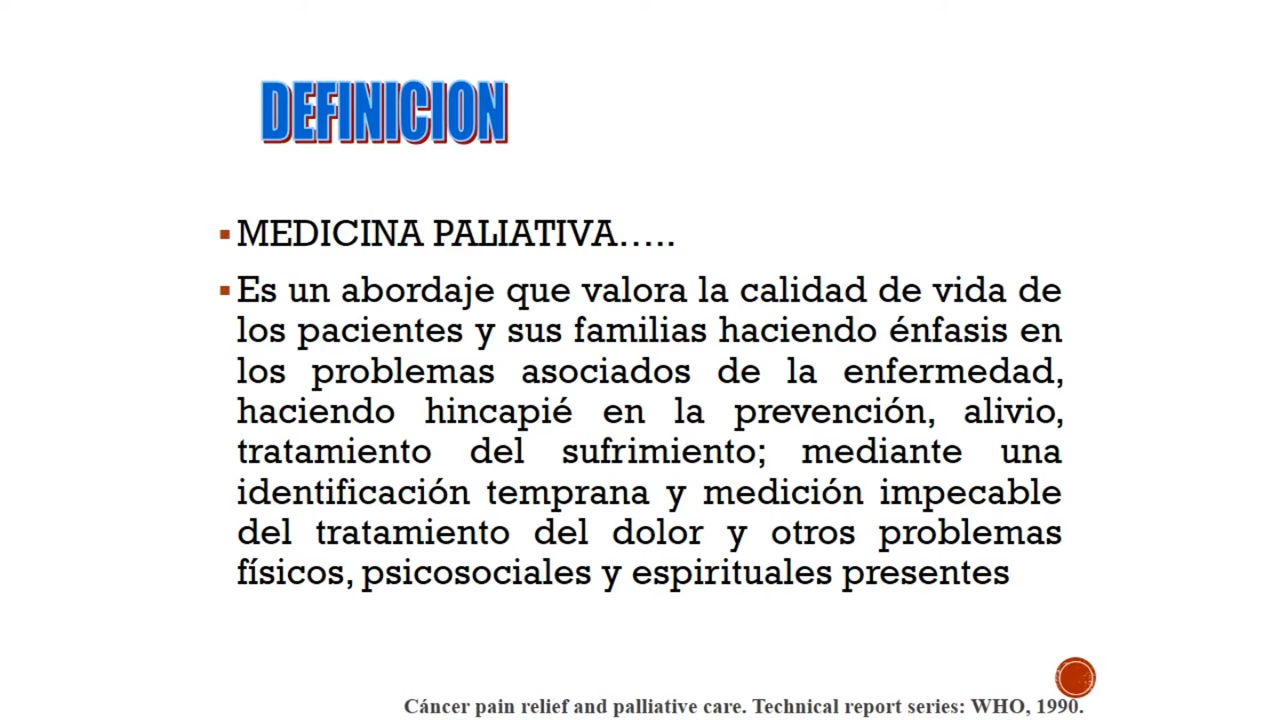 DEFINICION
MEDICINA PALIATIVA…..
Es un abordaje que valora la calidad de vida de
los pacientes y sus familias haciendo énfasis en
los problemas asociados de la enfermedad,
haciendo hincapié en la prevención, alivio,
tratamiento del sufrimiento; mediante una
identificación temprana y medición impecable
del tratamiento del dolor y otros problemas
físicos, psicosociales y espirituales presentes
Cáncer pain relief and palliative care. Technical report series: WHO, 1990.